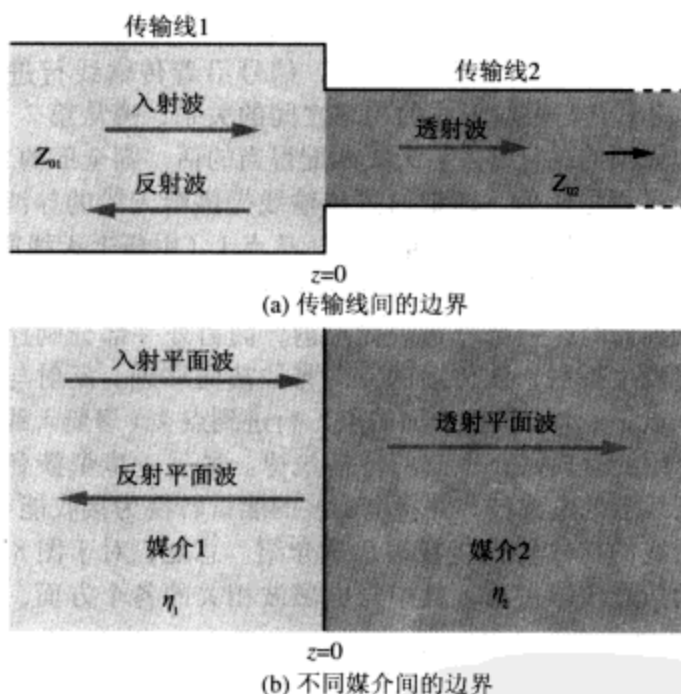 传输线1
传输线2
入射波
透射波
Z₀₁
反射波
Z₀₂
z=0
(a) 传输线间的边界
入射平面波
透射平面波
反射平面波
媒介1
媒介2
η₁
η₂
z=0
(b) 不同媒介间的边界